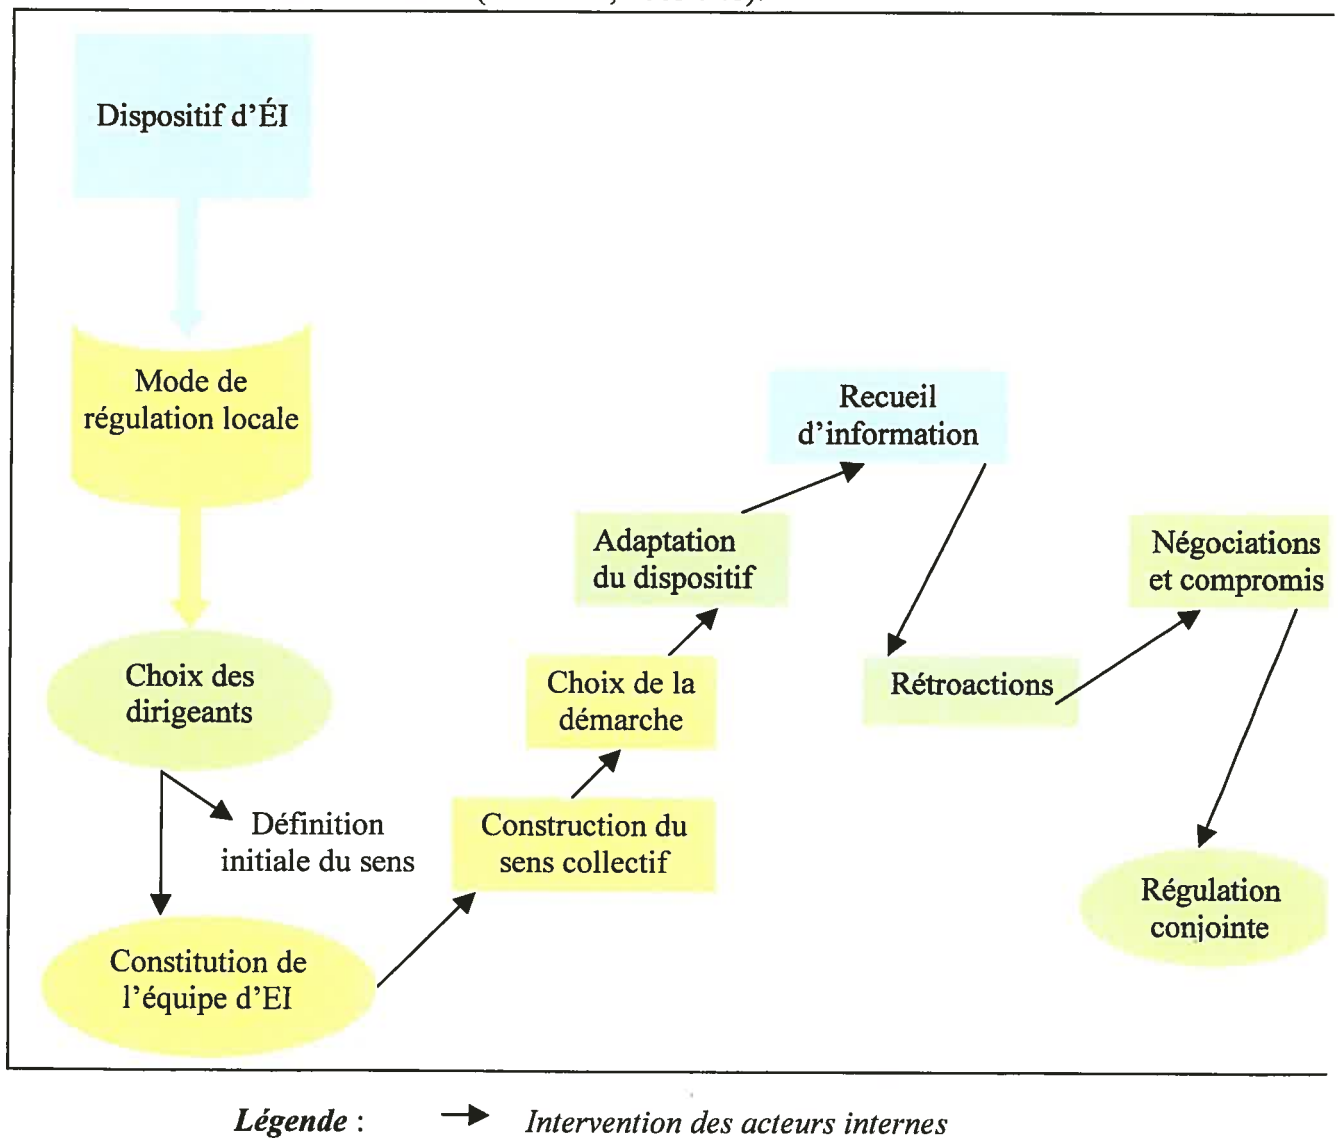 Dispositif d'ÉI
Mode de
régulation locale
Choix des
dirigeants
Définition
initiale du sens
Constitution de
l'équipe d'EI
Construction du
sens collectif
Choix de la
démarche
Adaptation
du dispositif
Recueil
d'information
Rétroactions
Négociations
et compromis
Régulation
conjointe
Légende : Intervention des acteurs internes